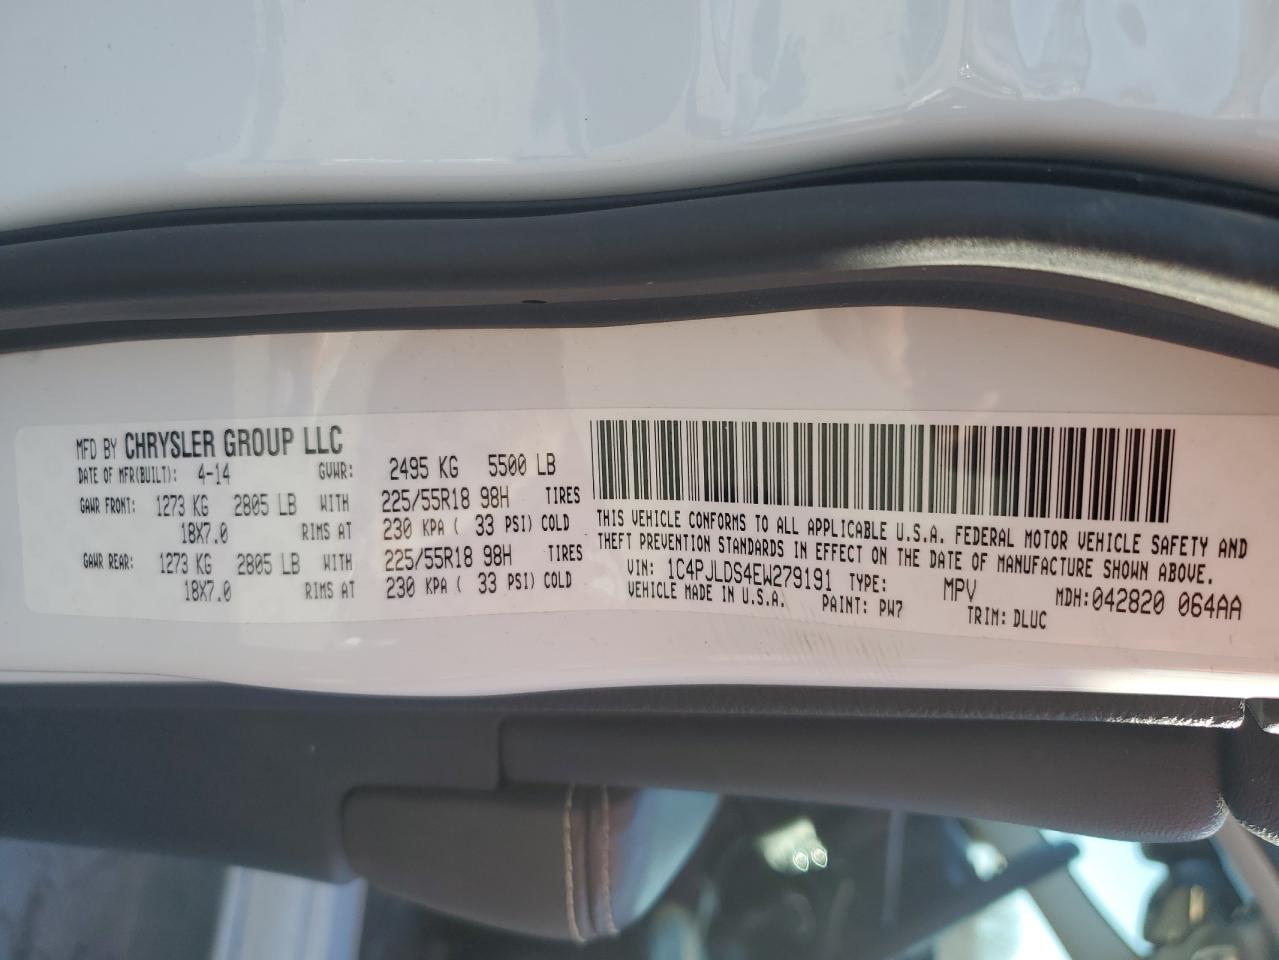 MFD BY CHRYSLER GROUP LLC
DATE OF MFR(BUILT): 4-14 GVWR: 2495 KG 5500 LB
GAWR FRONT: 1273 KG 2805 LB WITH 225/55R18 98H TIRES
18X7.0 RIMS AT 230 KPA ( 33 PSI) COLD
GAWR REAR: 1273 KG 2805 LB WITH 225/55R18 98H TIRES
18X7.0 RIMS AT 230 KPA ( 33 PSI) COLD
THIS VEHICLE CONFORMS TO ALL APPLICABLE U.S.A. FEDERAL MOTOR VEHICLE SAFETY AND
THEFT PREVENTION STANDARDS IN EFFECT ON THE DATE OF MANUFACTURE SHOWN ABOVE.
VIN: 1C4PJLDS4EW279191 TYPE: MPV MDH:042820 064AA
VEHICLE MADE IN U.S.A. PAINT: PW7 TRIM: DLUC